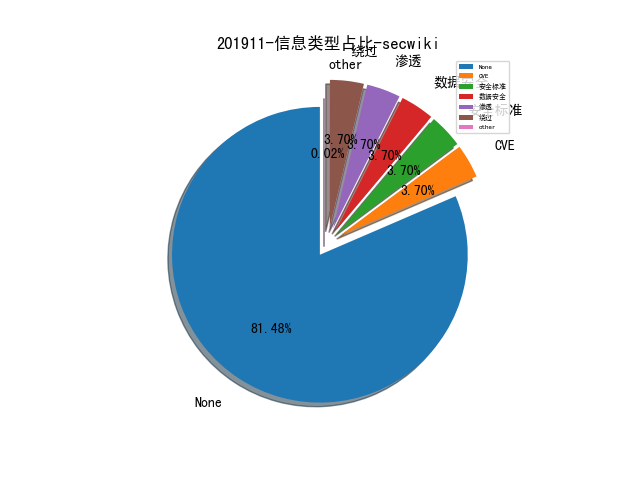 201911-信息类型占比-secwiki
绕过
other
渗透
数据安全
安全标准
CVE
None
CVE
安全标准
数据安全
渗透
绕过
other
3.70%
3.70%
0.02%
3.70%
3.70%
3.70%
81.48%
None